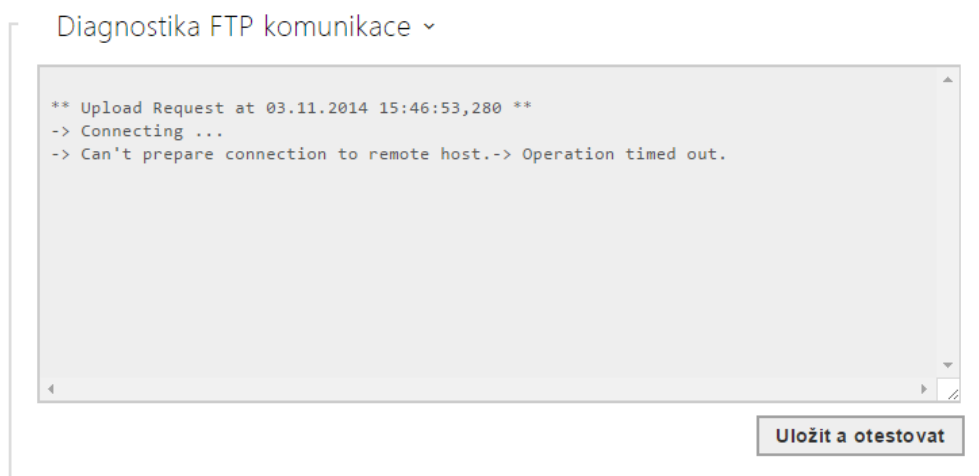 Diagnostika FTP komunikace
** Upload Request at 03.11.2014 15:46:53,280 **
-> Connecting ...
-> Can't prepare connection to remote host.-> Operation timed out.
Uložit a otestovat